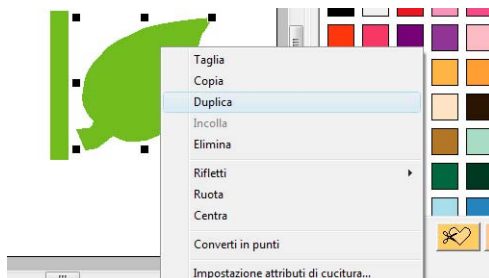 Taglia
Copia
Duplica
Incolla
Elimina
Rifletti
Ruota
Centra
Converti in punti
Impostazione attributi di cucitura...